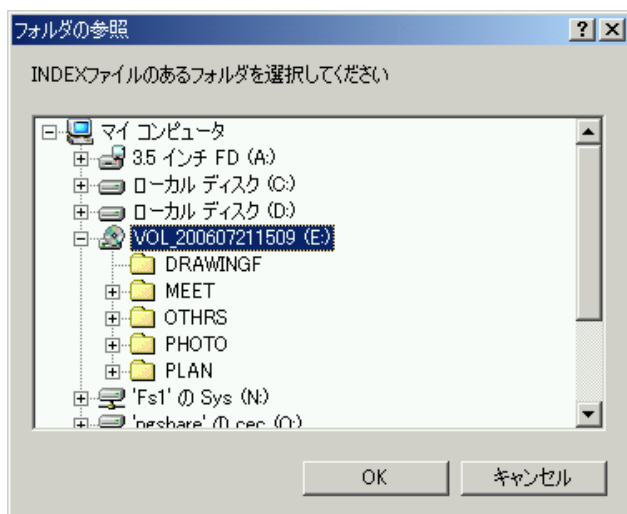 フォルダの参照
INDEXファイルのあるフォルダを選択してください
マイ コンピュータ
3.5 インチ FD (A:)
ローカル ディスク (C:)
ローカル ディスク (D:)
VOL_200607211509 (E:)
DRAWINGF
MEET
OTHRS
PHOTO
PLAN
'Fs1' の Sys (N:)
の cec (O:)
OK キャンセル